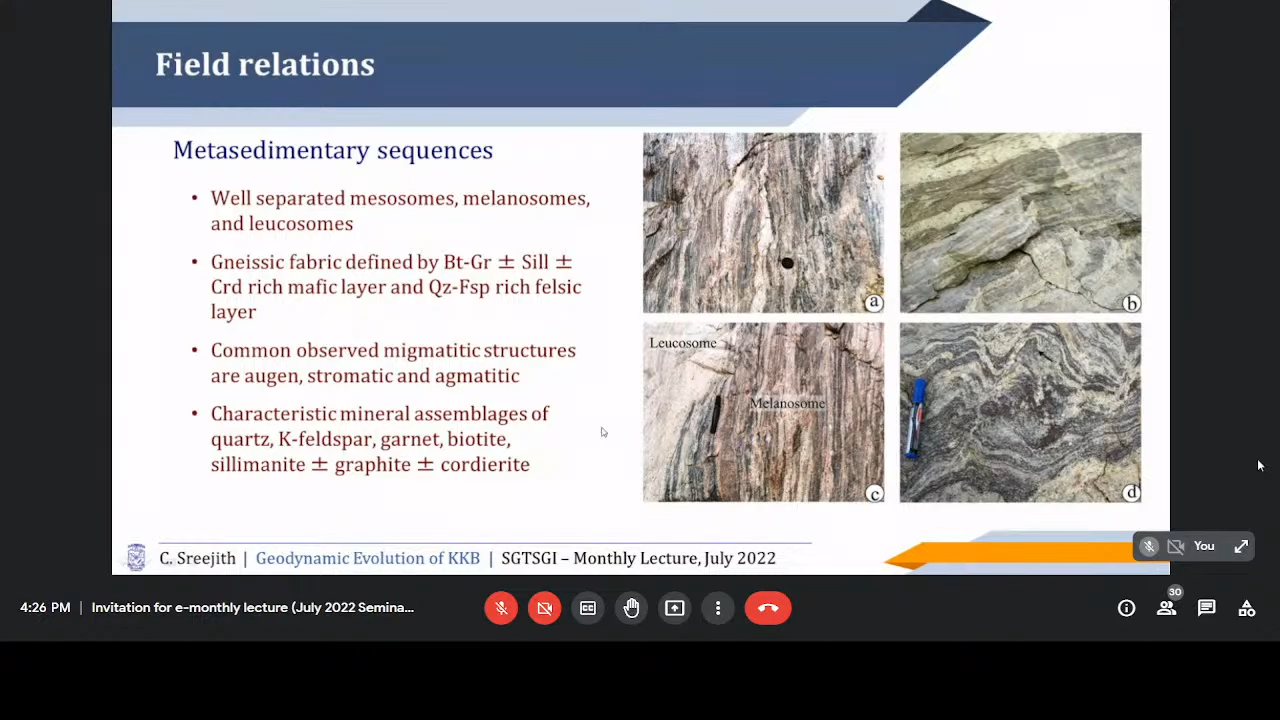 Field relations
Metasedimentary sequences
• Well separated mesosomes, melanosomes,
and leucosomes
• Gneissic fabric defined by Bt-Gr ± Sill ±
Crd rich mafic layer and Qz-Fsp rich felsic
layer
• Common observed migmatitic structures
are augen, stromatic and agmatitic
• Characteristic mineral assemblages of
quartz, K-feldspar, garnet, biotite,
sillimanite ± graphite ± cordierite
a
b
Leucosome
Melanosome
c
d
C. Sreejith | Geodynamic Evolution of KKB | SGTSGI – Monthly Lecture, July 2022
You
4:26 PM | Invitation for e-monthly lecture (July 2022 Semina...
CC
30